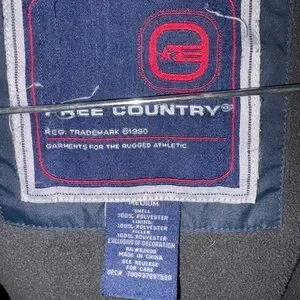 FREE COUNTRY®
REG. TRADEMARK ©1990
GARMENTS FOR THE RUGGED ATHLETIC
MEDIUM
SHELL
100% POLYESTER
LINING
100% POLYESTER
FILLER
100% POLYESTER
EXCLUSIVE OF DECORATION
MADE IN CHINA
SEE REVERSE
FOR CARE